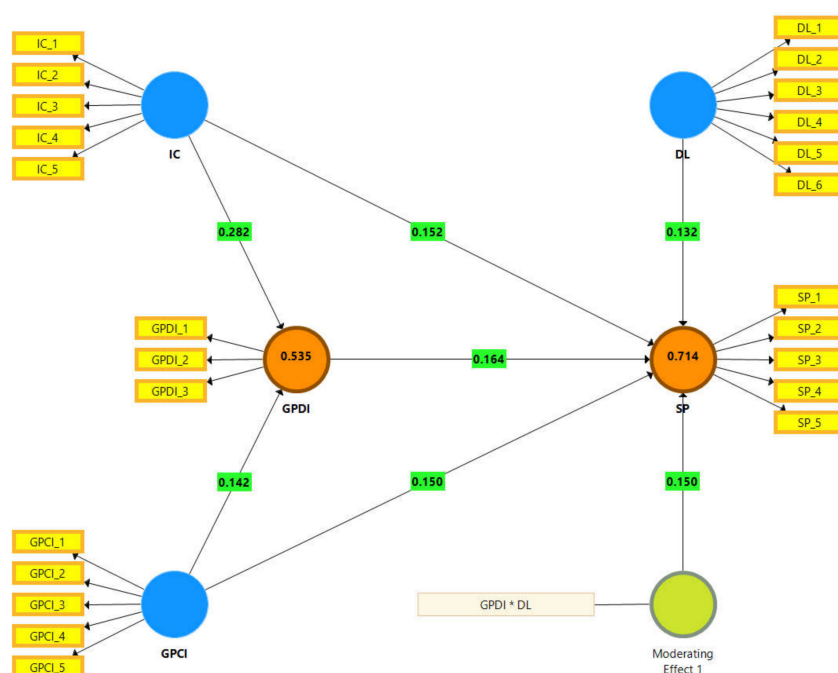 IC_1
IC_2
IC_3
IC_4
IC_5
IC
DL_1
DL_2
DL_3
DL_4
DL_5
DL_6
DL
0.282
0.152
0.132
GPDI_1
GPDI_2
GPDI_3
0.535
GPDI
0.164
0.714
SP
SP_1
SP_2
SP_3
SP_4
SP_5
0.142
0.150
0.150
GPCI_1
GPCI_2
GPCI_3
GPCI_4
GPCI_5
GPCI
GPDI * DL
Moderating
Effect 1